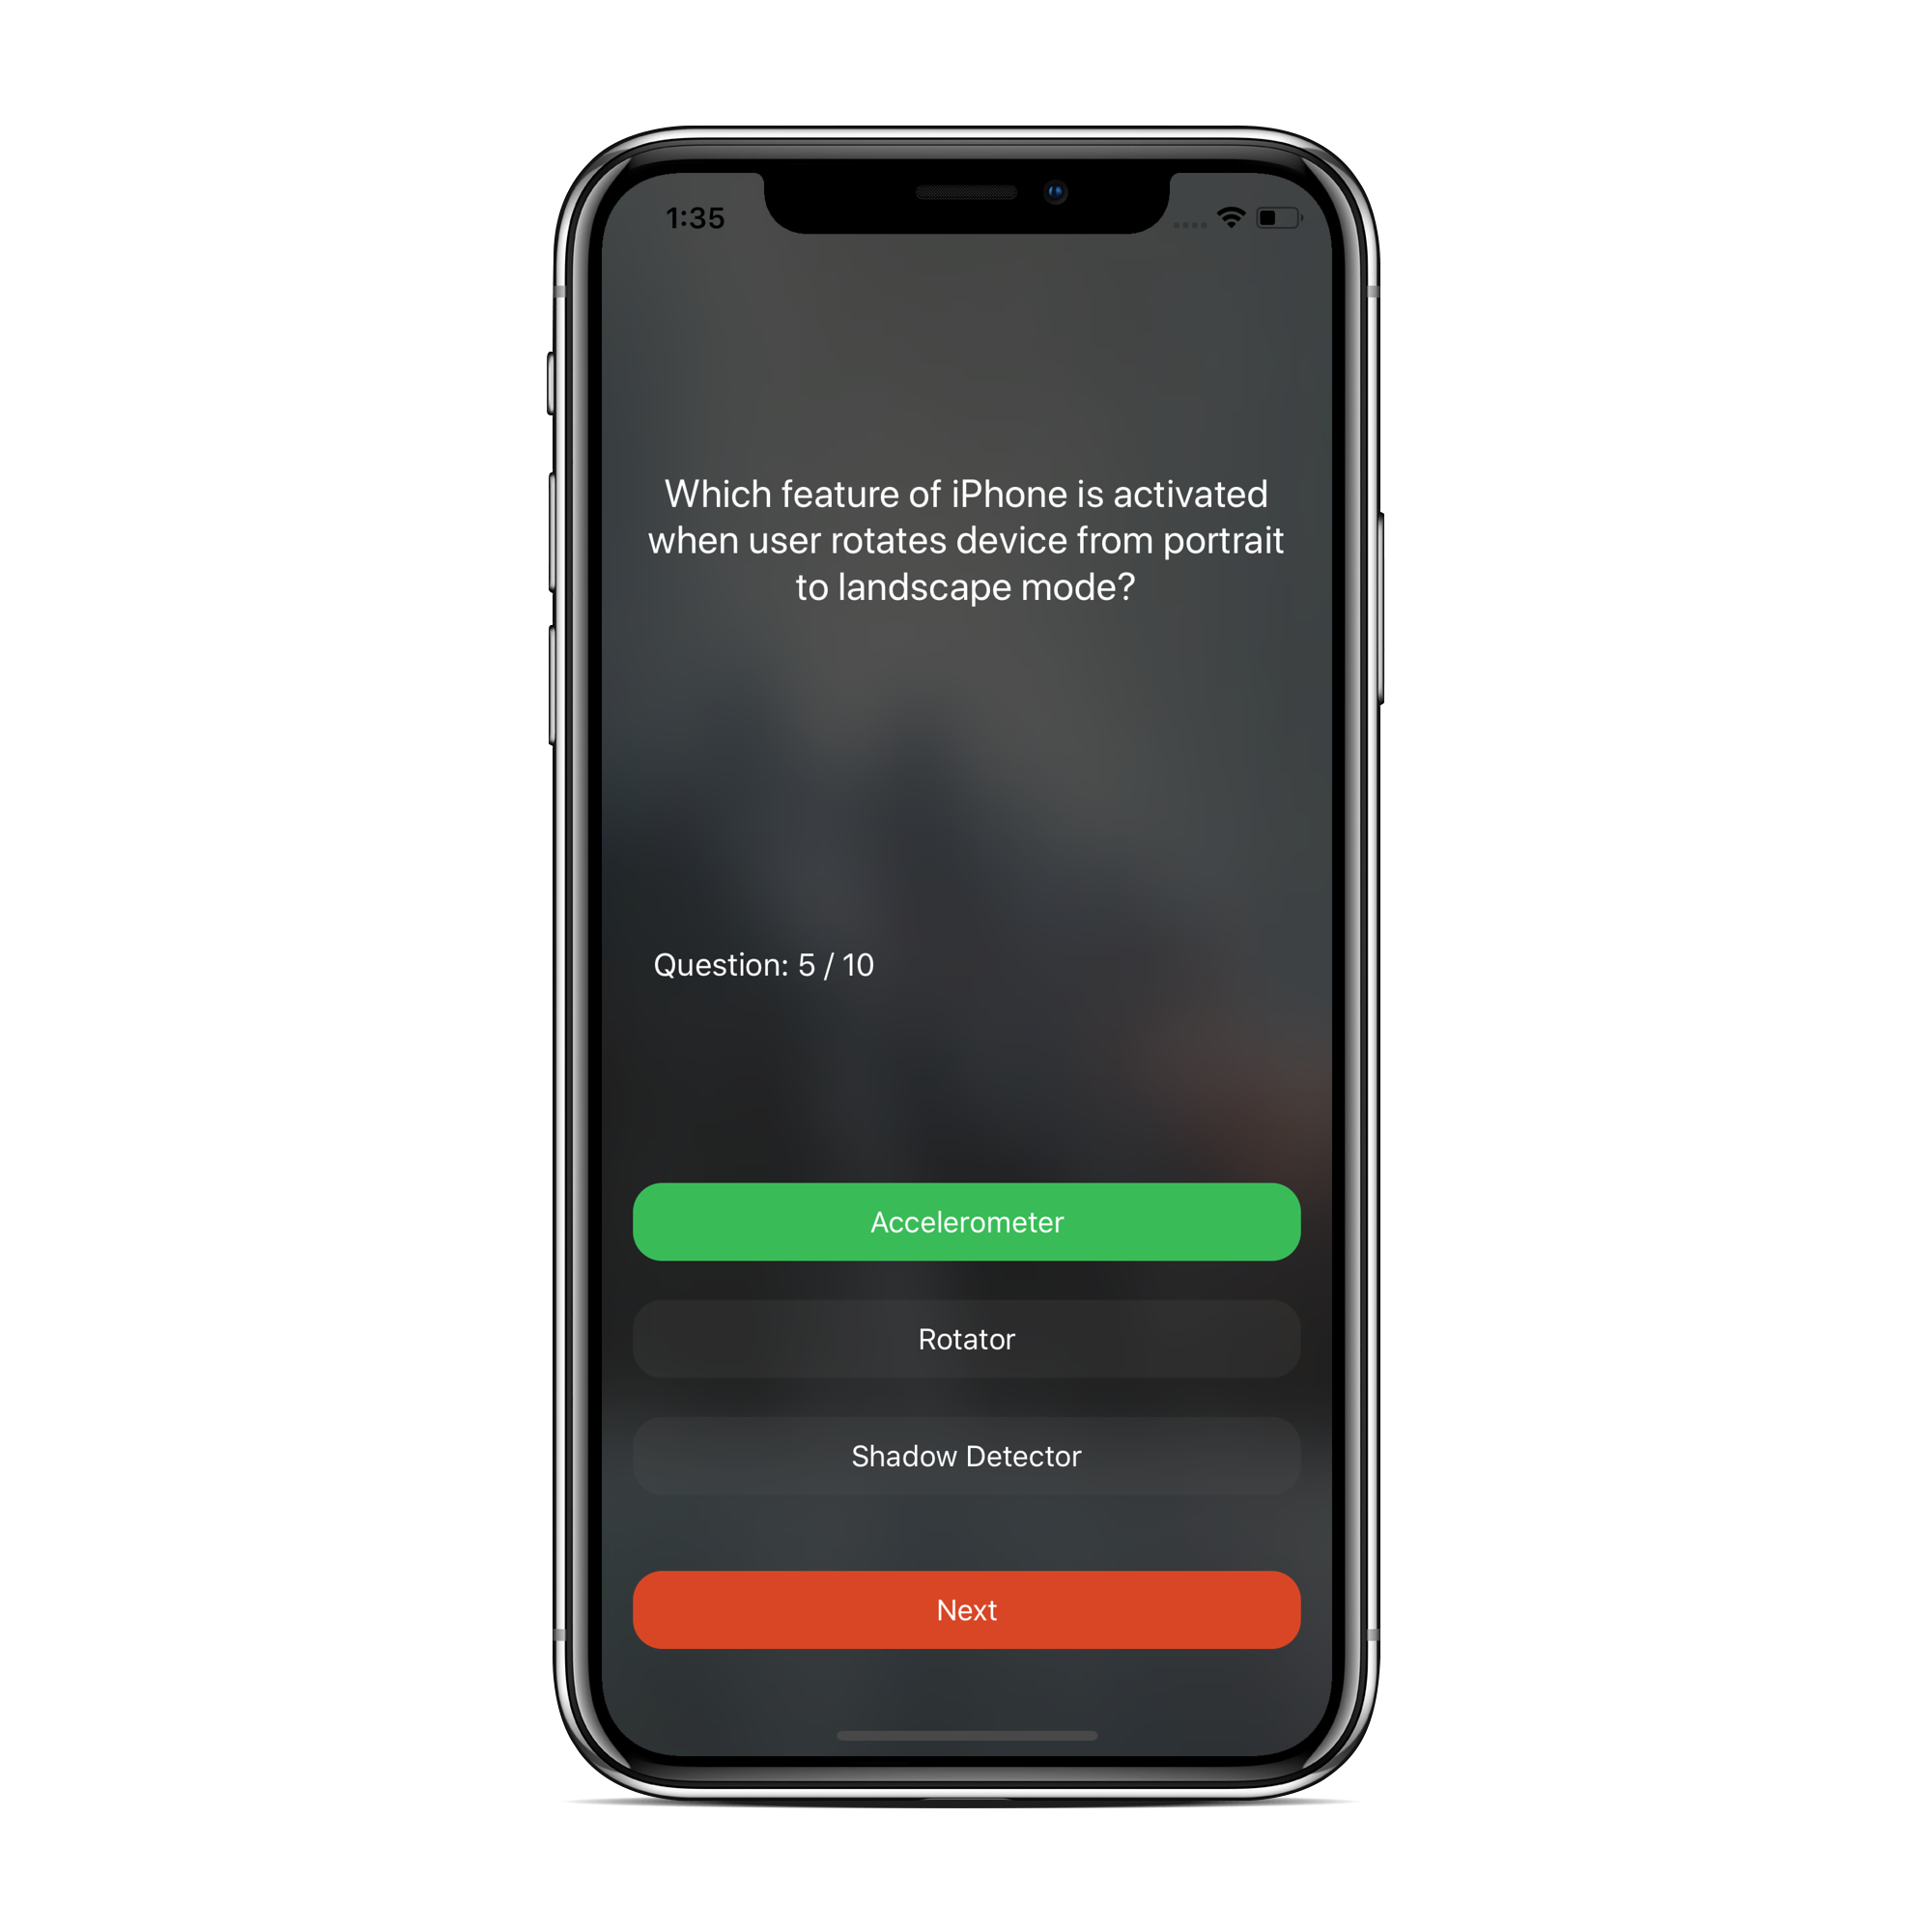 1:35
Which feature of iPhone is activated
when user rotates device from portrait
to landscape mode?
Question: 5 / 10
Accelerometer
Rotator
Shadow Detector
Next